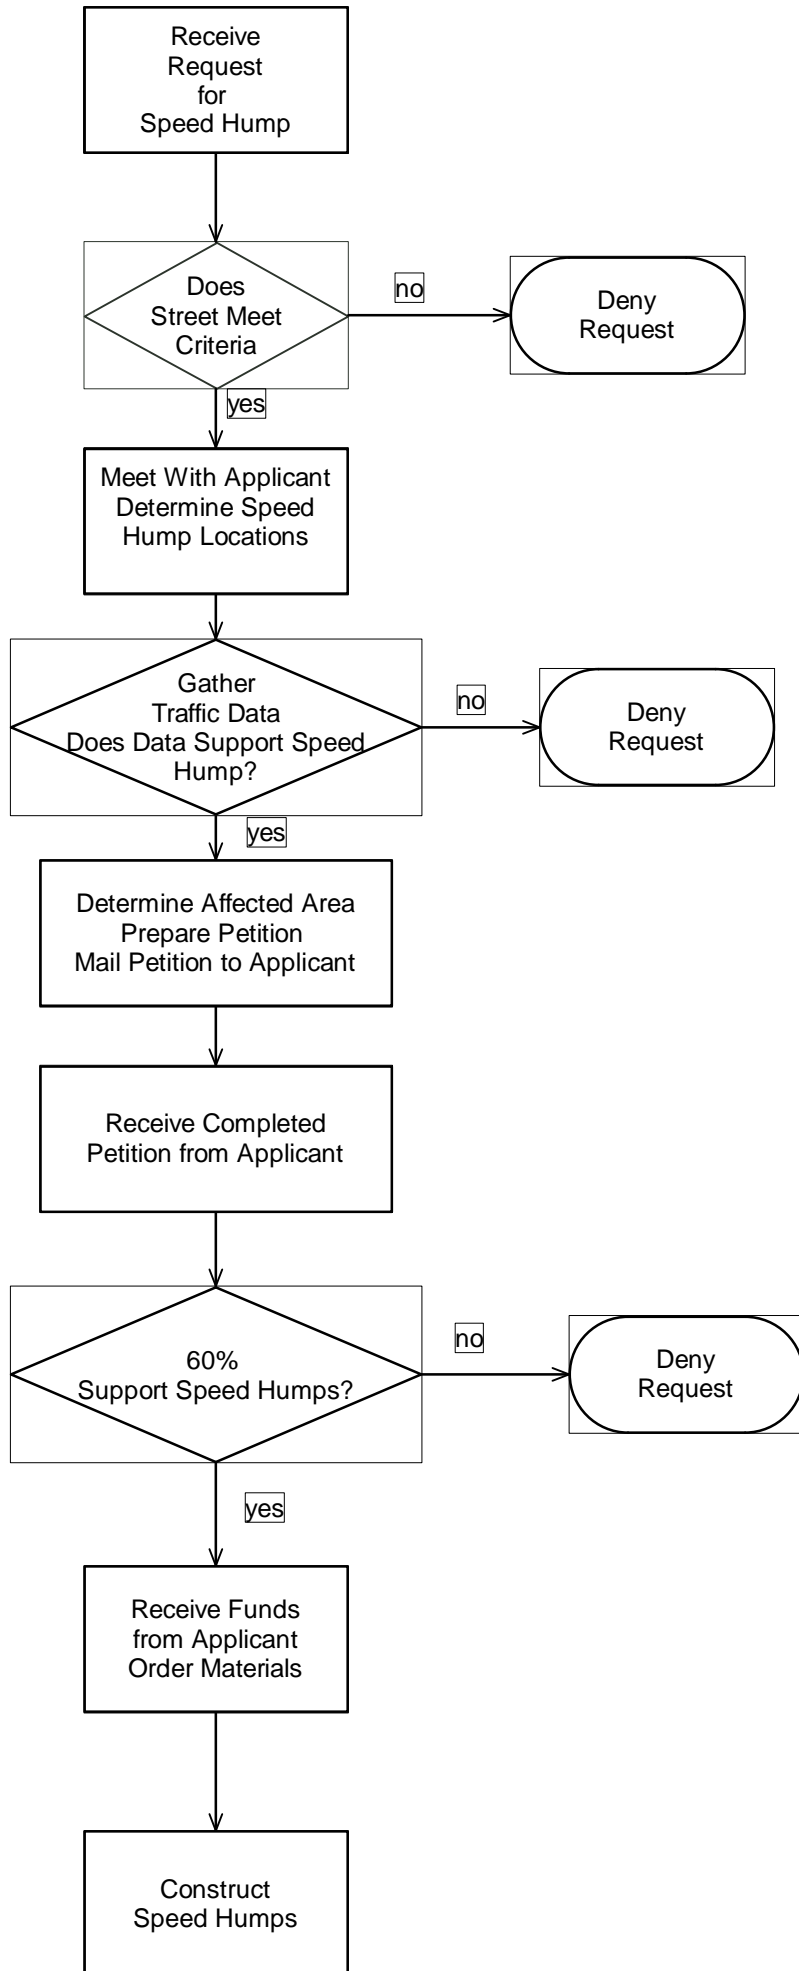 Receive
Request
for
Speed Hump
Does
Street Meet
Criteria
no
Deny
Request
yes
Meet With Applicant
Determine Speed
Hump Locations
Gather
Traffic Data
Does Data Support Speed
Hump?
no
Deny
Request
yes
Determine Affected Area
Prepare Petition
Mail Petition to Applicant
Receive Completed
Petition from Applicant
60%
Support Speed Humps?
no
Deny
Request
yes
Receive Funds
from Applicant
Order Materials
Construct
Speed Humps